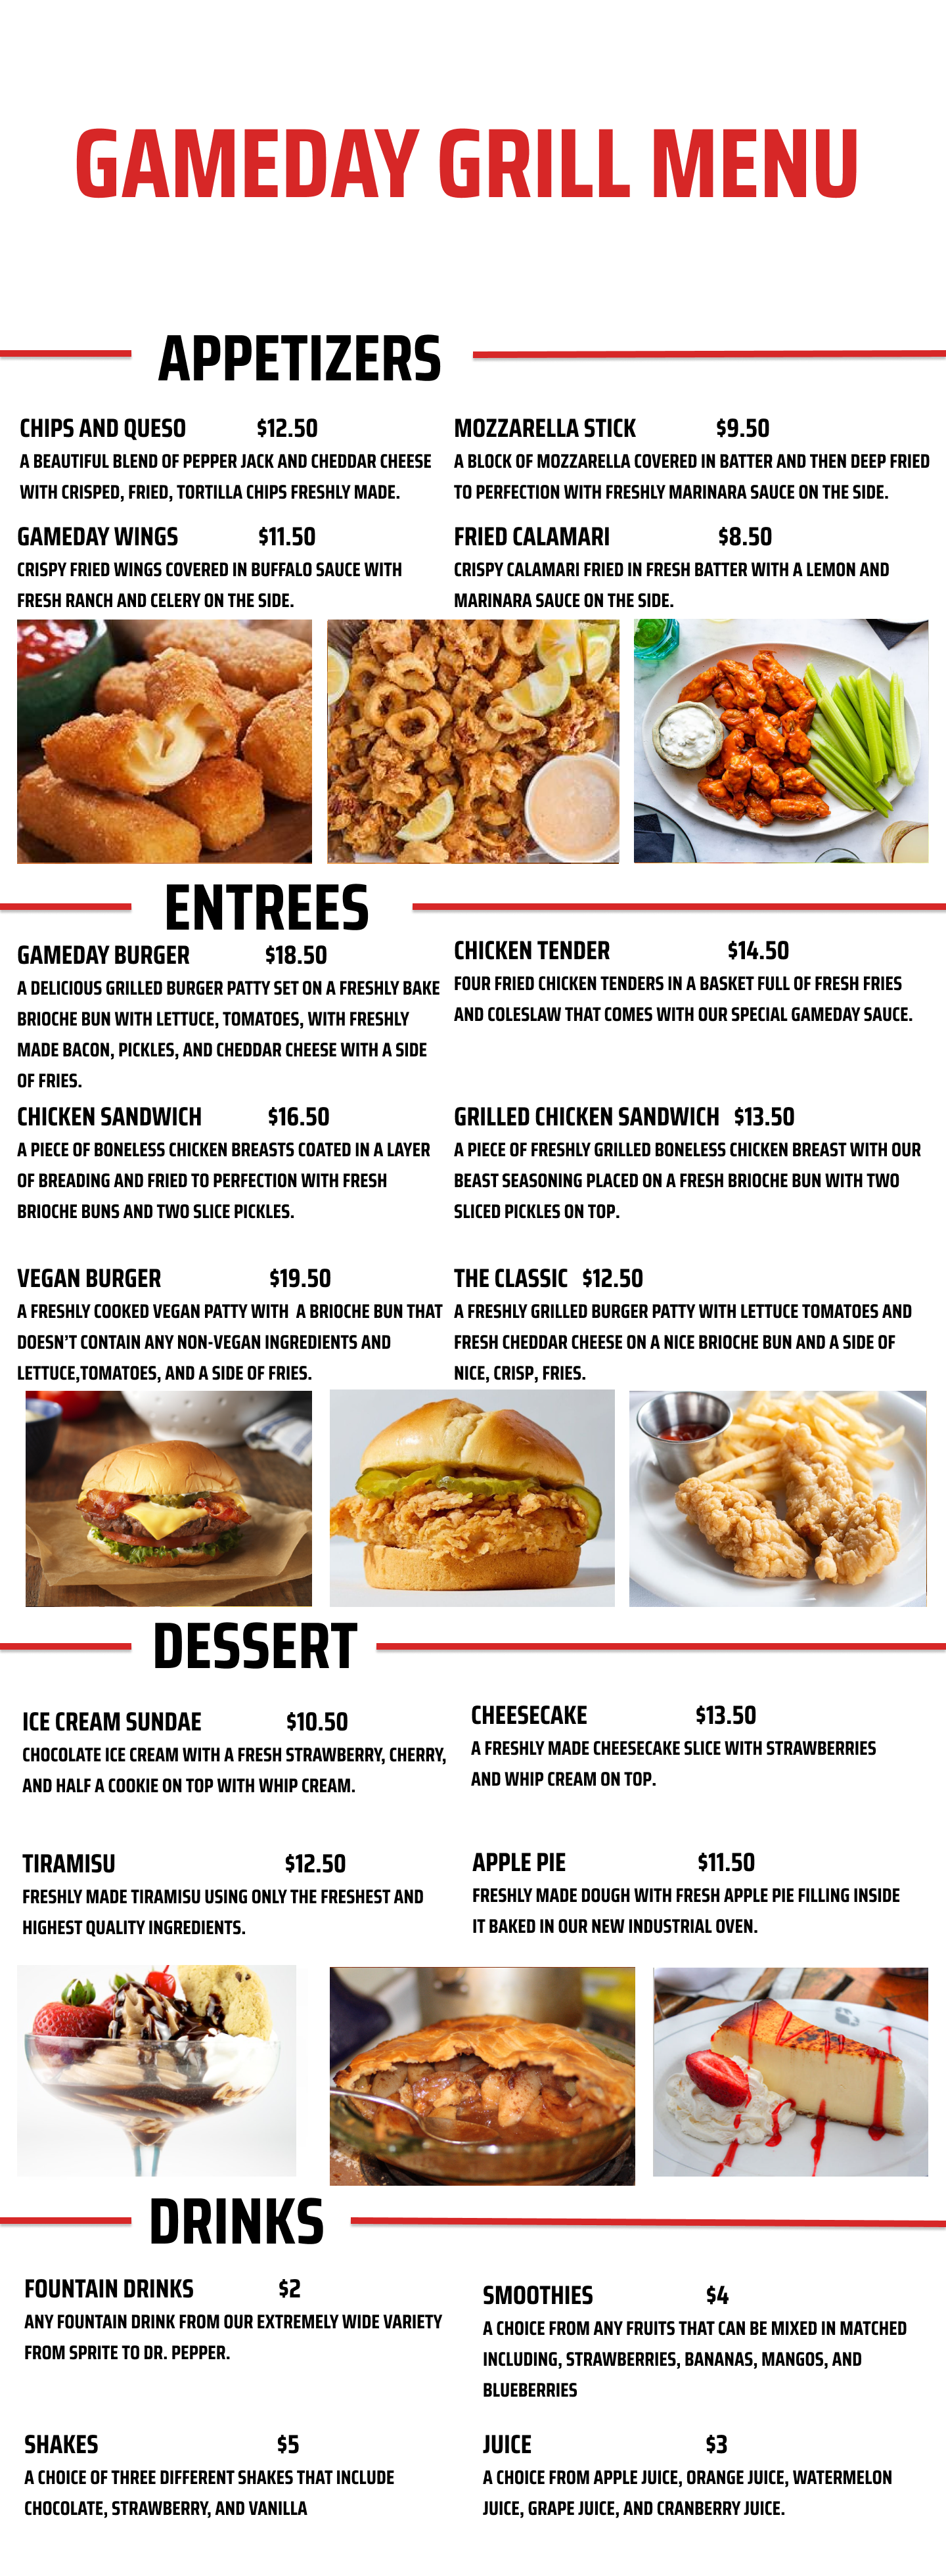 GAMEDAY GRILL MENU
APPETIZERS
CHIPS AND QUESO $12.50
A BEAUTIFUL BLEND OF PEPPER JACK AND CHEDDAR CHEESE
WITH CRISPED, FRIED, TORTILLA CHIPS FRESHLY MADE.
MOZZARELLA STICK $9.50
A BLOCK OF MOZZARELLA COVERED IN BATTER AND THEN DEEP FRIED
TO PERFECTION WITH FRESHLY MARINARA SAUCE ON THE SIDE.
GAMEDAY WINGS $11.50
CRISPY FRIED WINGS COVERED IN BUFFALO SAUCE WITH
FRESH RANCH AND CELERY ON THE SIDE.
FRIED CALAMARI $8.50
CRISPY CALAMARI FRIED IN FRESH BATTER WITH A LEMON AND
MARINARA SAUCE ON THE SIDE.
ENTREES
GAMEDAY BURGER $18.50
A DELICIOUS GRILLED BURGER PATTY SET ON A FRESHLY BAKE
BRIOCHE BUN WITH LETTUCE, TOMATOES, WITH FRESHLY
MADE BACON, PICKLES, AND CHEDDAR CHEESE WITH A SIDE
OF FRIES.
CHICKEN TENDER $14.50
FOUR FRIED CHICKEN TENDERS IN A BASKET FULL OF FRESH FRIES
AND COLESLAW THAT COMES WITH OUR SPECIAL GAMEDAY SAUCE.
CHICKEN SANDWICH $16.50
A PIECE OF BONELESS CHICKEN BREASTS COATED IN A LAYER
OF BREADING AND FRIED TO PERFECTION WITH FRESH
BRIOCHE BUNS AND TWO SLICE PICKLES.
GRILLED CHICKEN SANDWICH $13.50
A PIECE OF FRESHLY GRILLED BONELESS CHICKEN BREAST WITH OUR
BEAST SEASONING PLACED ON A FRESH BRIOCHE BUN WITH TWO
SLICED PICKLES ON TOP.
VEGAN BURGER $19.50
A FRESHLY COOKED VEGAN PATTY WITH A BRIOCHE BUN THAT
DOESN'T CONTAIN ANY NON-VEGAN INGREDIENTS AND
LETTUCE,TOMATOES, AND A SIDE OF FRIES.
THE CLASSIC $12.50
A FRESHLY GRILLED BURGER PATTY WITH LETTUCE TOMATOES AND
FRESH CHEDDAR CHEESE ON A NICE BRIOCHE BUN AND A SIDE OF
NICE, CRISP, FRIES.
DESSERT
ICE CREAM SUNDAE $10.50
CHOCOLATE ICE CREAM WITH A FRESH STRAWBERRY, CHERRY,
AND HALF A COOKIE ON TOP WITH WHIP CREAM.
CHEESECAKE $13.50
A FRESHLY MADE CHEESECAKE SLICE WITH STRAWBERRIES
AND WHIP CREAM ON TOP.
TIRAMISU $12.50
FRESHLY MADE TIRAMISU USING ONLY THE FRESHEST AND
HIGHEST QUALITY INGREDIENTS.
APPLE PIE $11.50
FRESHLY MADE DOUGH WITH FRESH APPLE PIE FILLING INSIDE
IT BAKED IN OUR NEW INDUSTRIAL OVEN.
DRINKS
FOUNTAIN DRINKS $2
ANY FOUNTAIN DRINK FROM OUR EXTREMELY WIDE VARIETY
FROM SPRITE TO DR. PEPPER.
SMOOTHIES $4
A CHOICE FROM ANY FRUITS THAT CAN BE MIXED IN MATCHED
INCLUDING, STRAWBERRIES, BANANAS, MANGOS, AND
BLUEBERRIES
SHAKES $5
A CHOICE OF THREE DIFFERENT SHAKES THAT INCLUDE
CHOCOLATE, STRAWBERRY, AND VANILLA
JUICE $3
A CHOICE FROM APPLE JUICE, ORANGE JUICE, WATERMELON
JUICE, GRAPE JUICE, AND CRANBERRY JUICE.